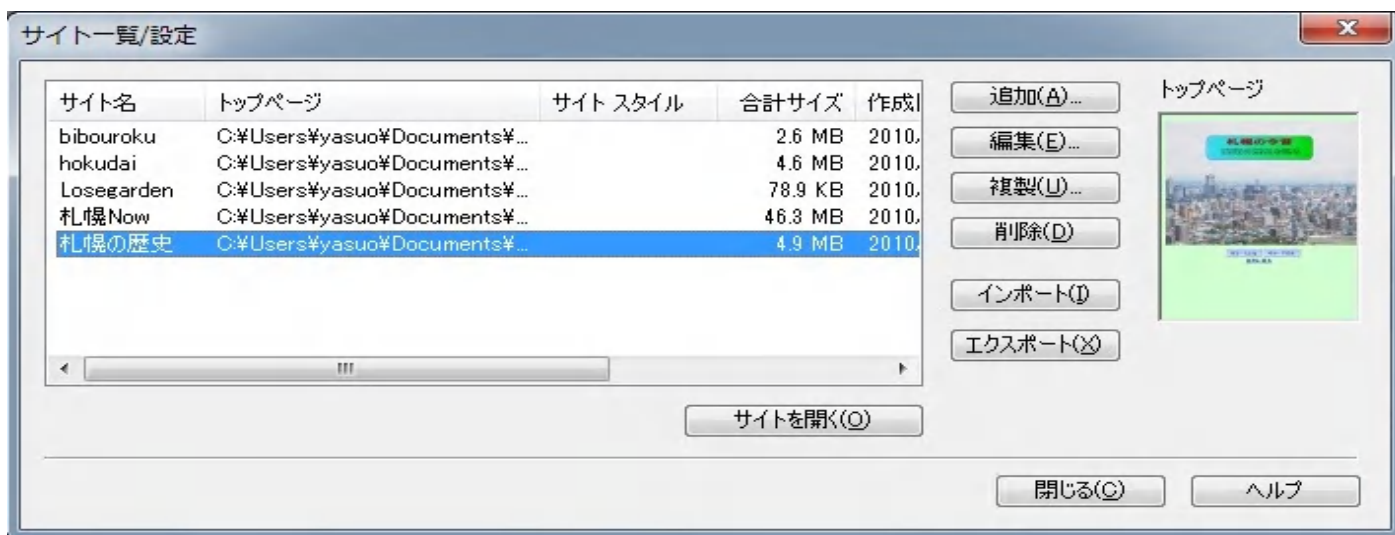 サイト一覧/設定
サイト名 トップページ サイト スタイル 合計サイズ 作成
bibouroku C:¥Users¥yasuo¥Documents¥... 2.6 MB 2010
hokudai C:¥Users¥yasuo¥Documents¥... 4.6 MB 2010
Losegarden C:¥Users¥yasuo¥Documents¥... 78.9 KB 2010
札幌Now C:¥Users¥yasuo¥Documents¥... 46.3 MB 2010
札幌の歴史 C:¥Users¥yasuo¥Documents¥... 4.9 MB 2010
追加(A)...
編集(E)...
複製(U)...
削除(D)
インポート(I)
エクスポート(X)
トップページ
札幌の今昔
サイトを開く(O)
閉じる(C) ヘルプ